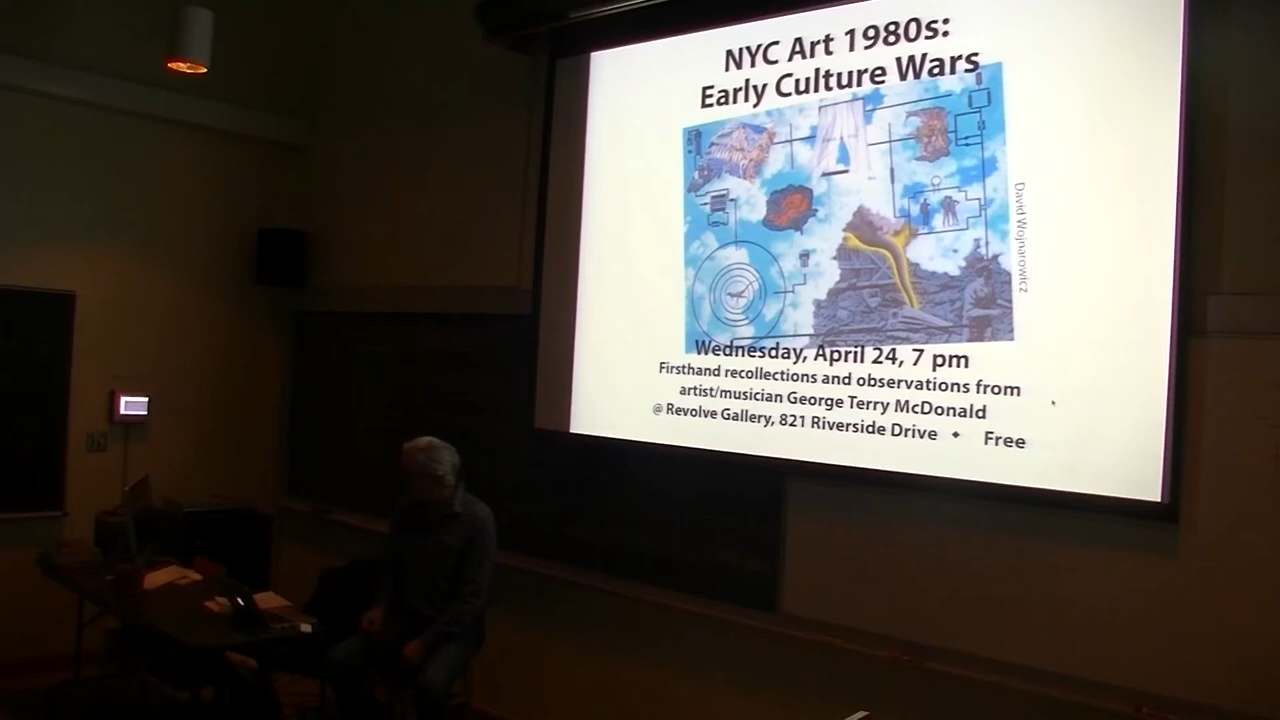 NYC Art 1980s:
Early Culture Wars
David Wojnarowicz
Wednesday, April 24, 7 pm
Firsthand recollections and observations from
artist/musician George Terry McDonald
@ Revolve Gallery, 821 Riverside Drive ✦ Free